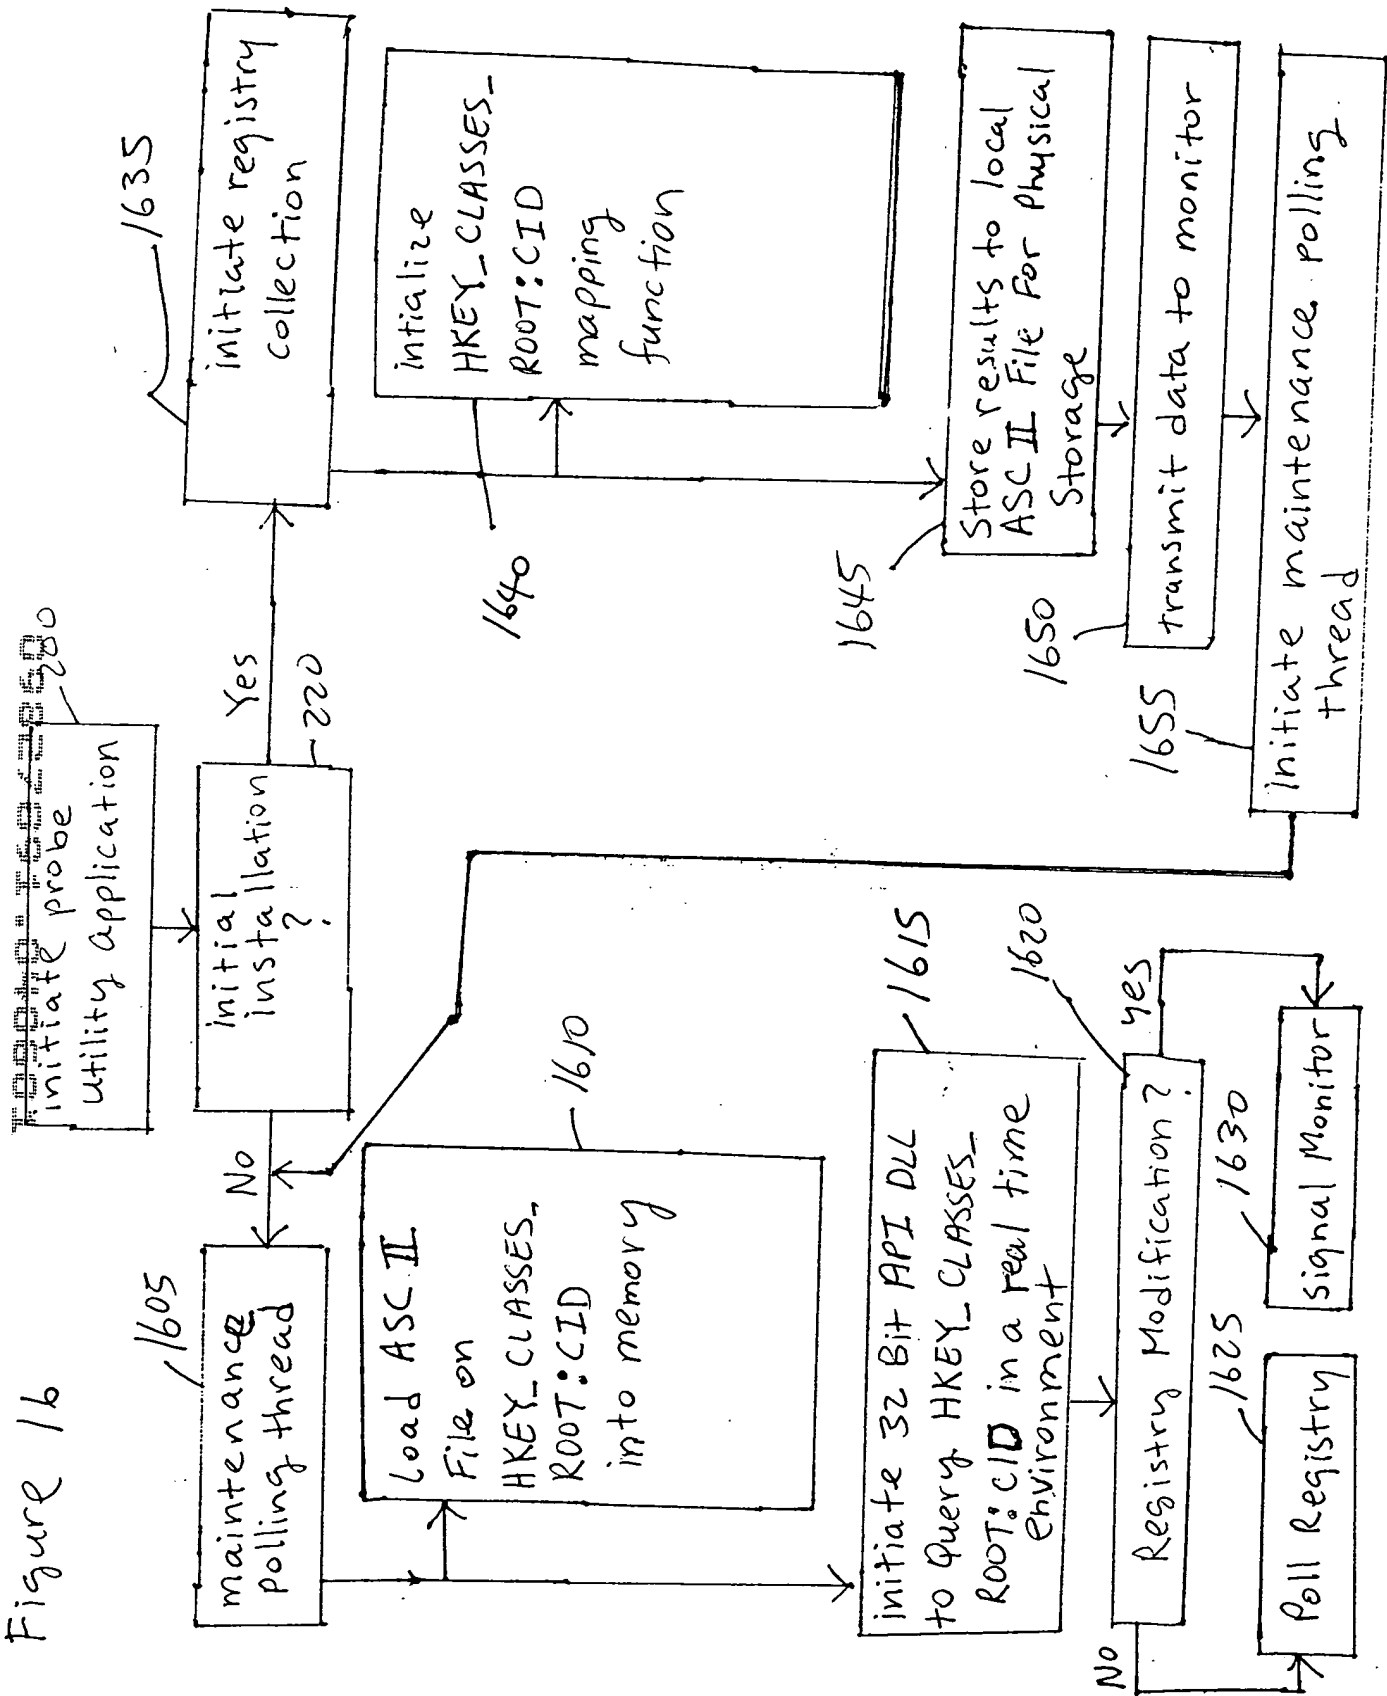 Figure 16
initiate probe
utility application
200
initial
installation
?
220
No
Yes
maintenance
polling thread
1605
Load ASC II
File on
HKEY_CLASSES_
ROOT:CID
into memory
1610
initiate 32 Bit API DLL
to Query HKEY_CLASSES_
ROOT:CID in a real time
environment
1615
Registry Modification?
1620
No
yes
Poll Registry
1625
Signal Monitor
1630
initiate registry
collection
1635
intialize
HKEY_CLASSES_
ROOT:CID
mapping
function
1640
Store results to local
ASC II File For Physical
Storage
1645
transmit data to monitor
1650
Initiate maintenance polling
thread
1655